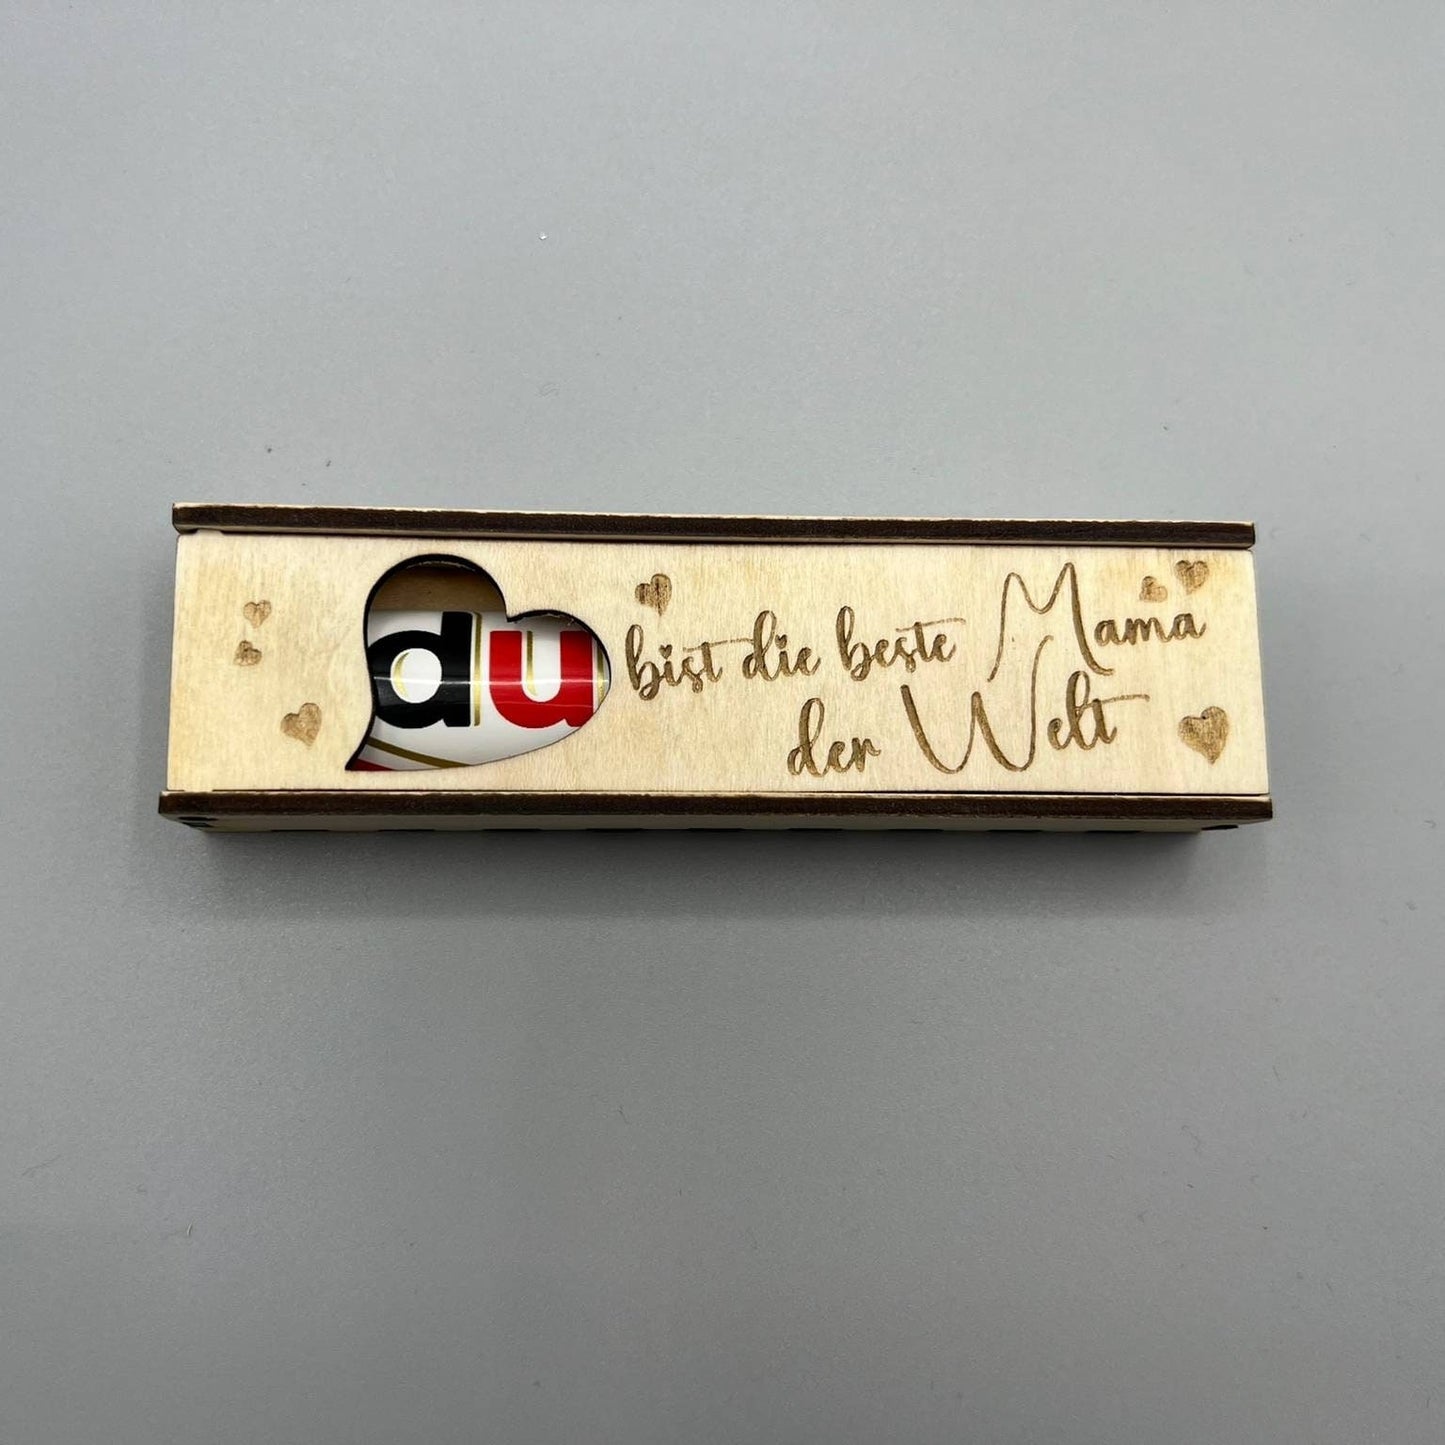 du bist die beste Mama
der Welt